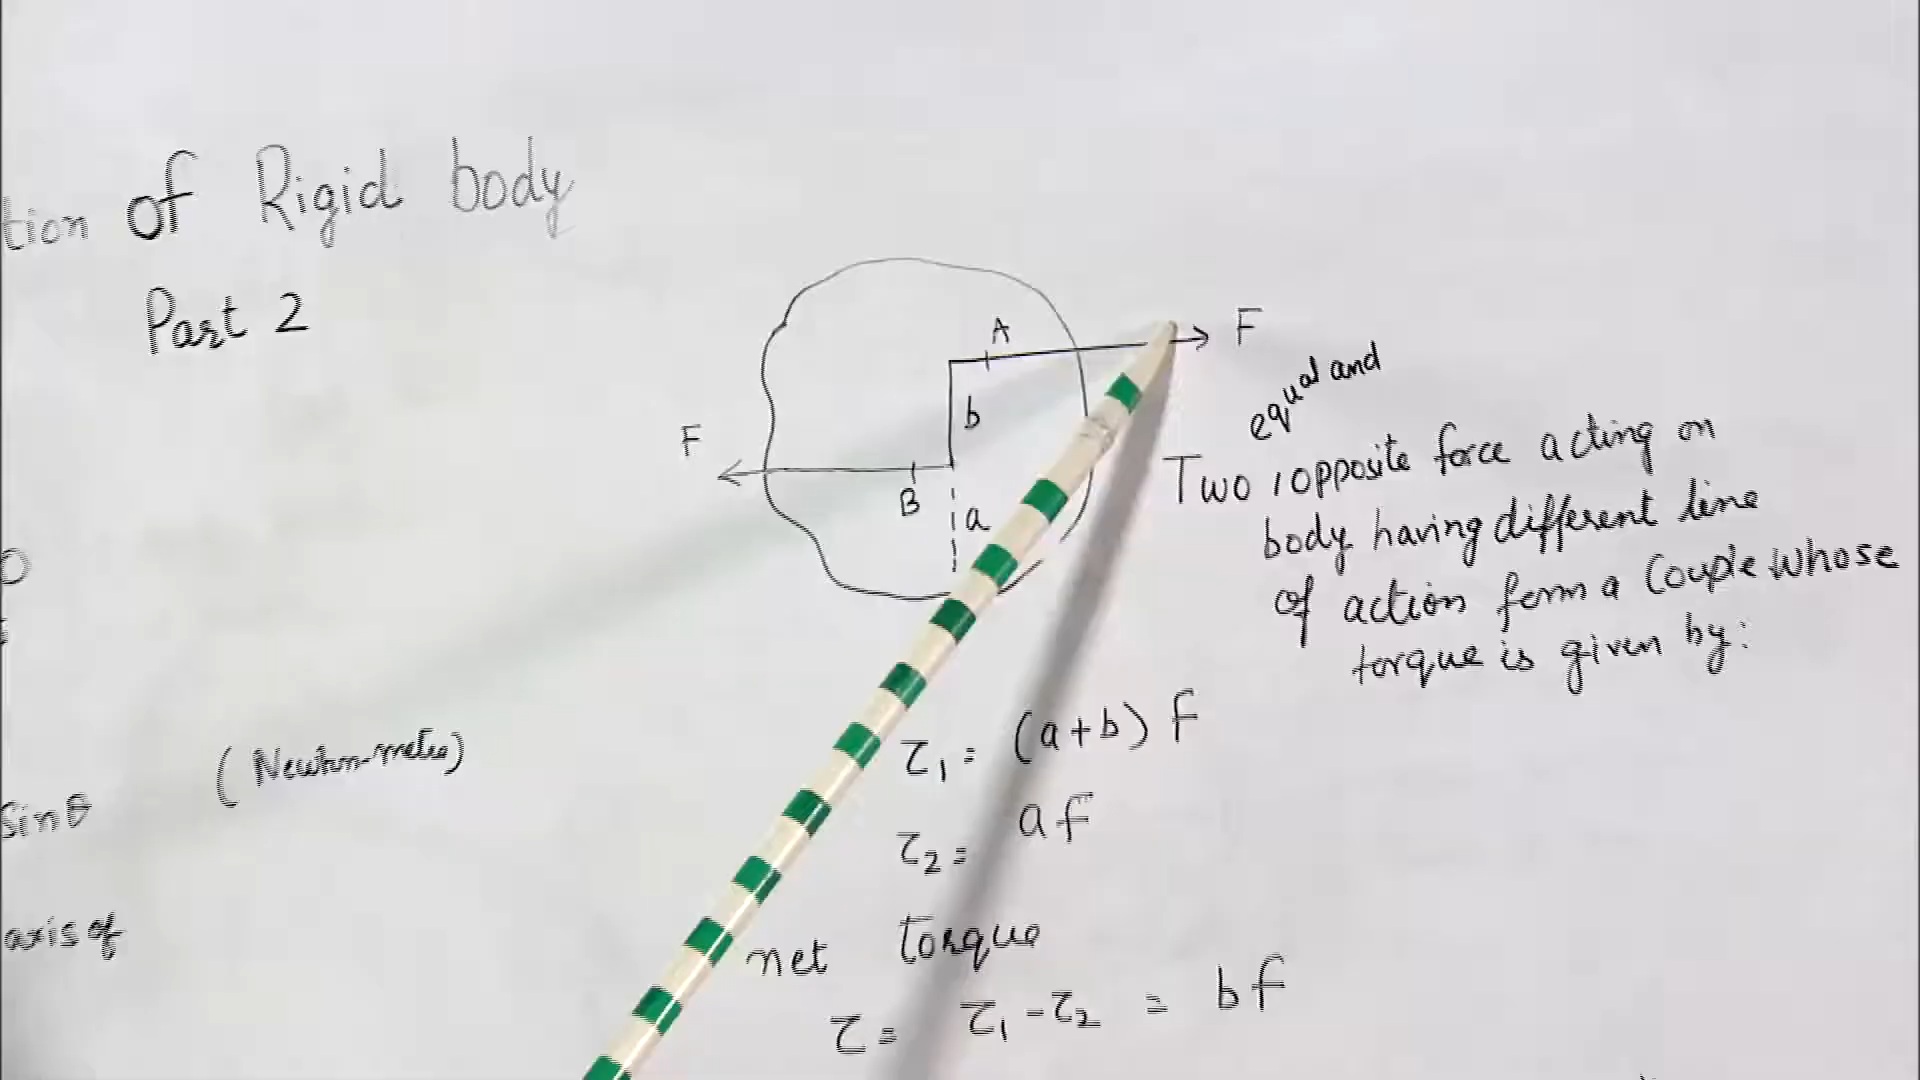 tion of Rigid body
Part 2
A
F
b
F
B
a
equal and
Two opposite force acting on
body having different line
of action form a Couple whose
torque is given by:
(Newton-meter)
Sinθ
axis of
τ₁ = (a+b) F
τ₂ = aF
net torque
τ = τ₁ - τ₂ = bF